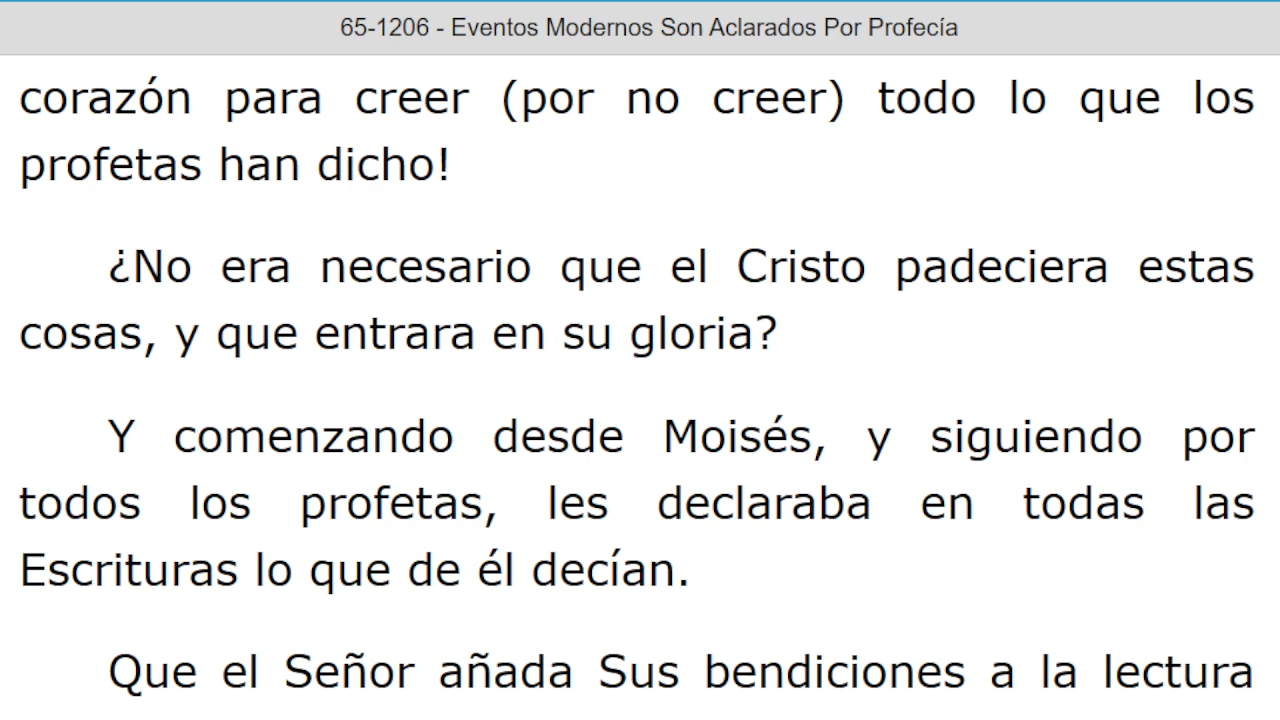 65-1206 - Eventos Modernos Son Aclarados Por Profecía
corazón para creer (por no creer) todo lo que los
profetas han dicho!
¿No era necesario que el Cristo padeciera estas
cosas, y que entrara en su gloria?
Y comenzando desde Moisés, y siguiendo por
todos los profetas, les declaraba en todas las
Escrituras lo que de él decían.
Que el Señor añada Sus bendiciones a la lectura